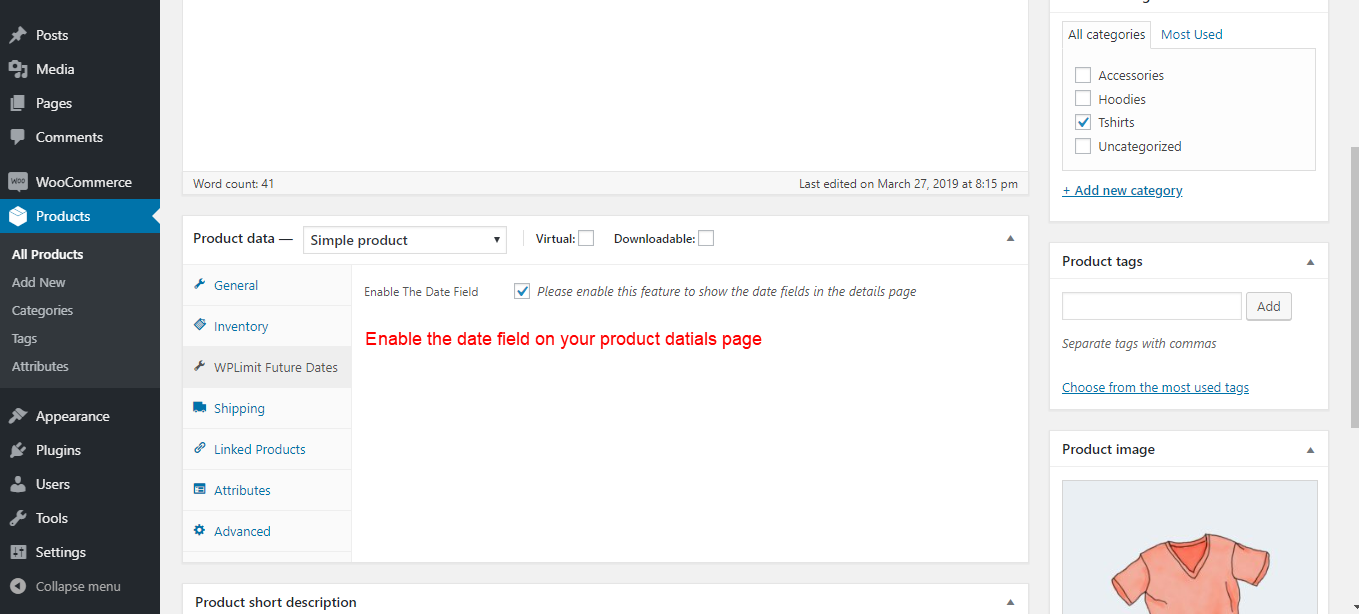 Posts
Media
Pages
Comments
WOO WooCommerce
Products
All Products
Add New
Categories
Tags
Attributes
Appearance
Plugins
Users
Tools
Settings
Collapse menu
Word count: 41
Last edited on March 27, 2019 at 8:15 pm
Product data —
Simple product
Virtual:
Downloadable:
General
Inventory
WPLimit Future Dates
Shipping
Linked Products
Attributes
Advanced
Enable The Date Field
Please enable this feature to show the date fields in the details page
Enable the date field on your product datials page
Product short description
All categories
Most Used
Accessories
Hoodies
Tshirts
Uncategorized
+ Add new category
Product tags
Add
Separate tags with commas
Choose from the most used tags
Product image